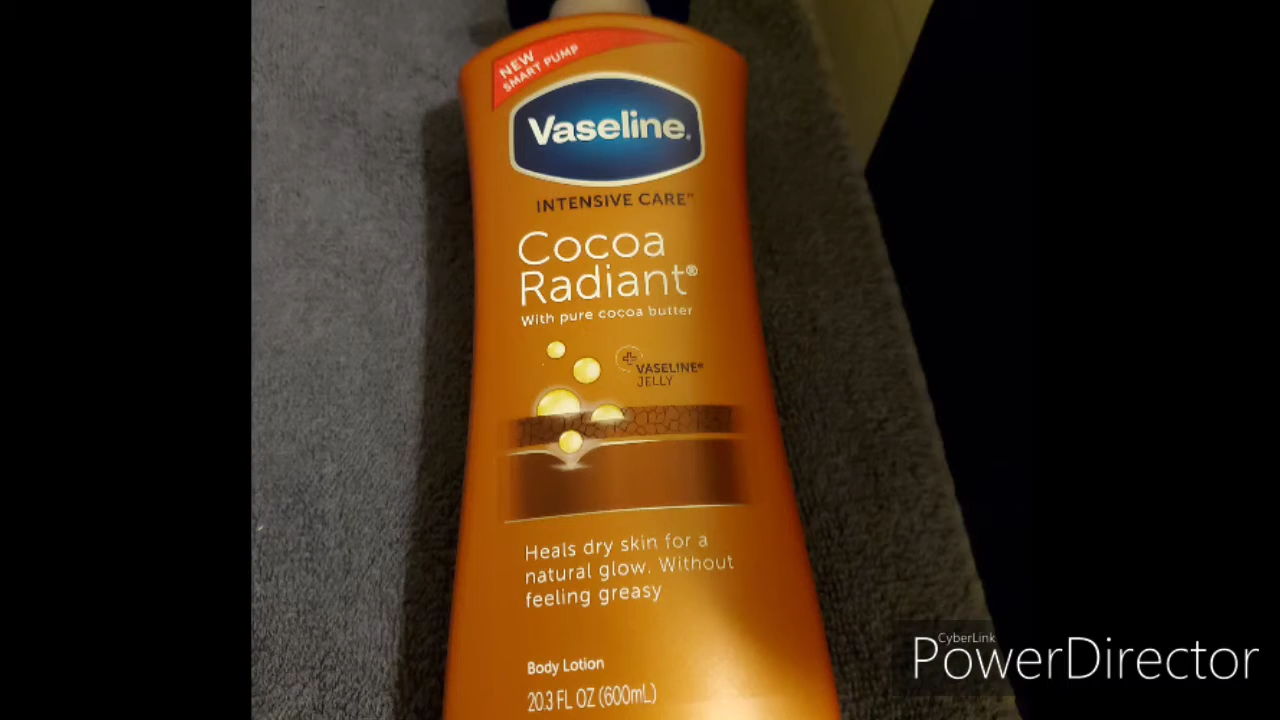 NEW
SMART PUMP
Vaseline.
INTENSIVE CARE™
Cocoa
Radiant®
With pure cocoa butter
VASELINE®
JELLY
Heals dry skin for a
natural glow. Without
feeling greasy
Body Lotion
20.3 FL OZ (600mL)
CyberLink
PowerDirector